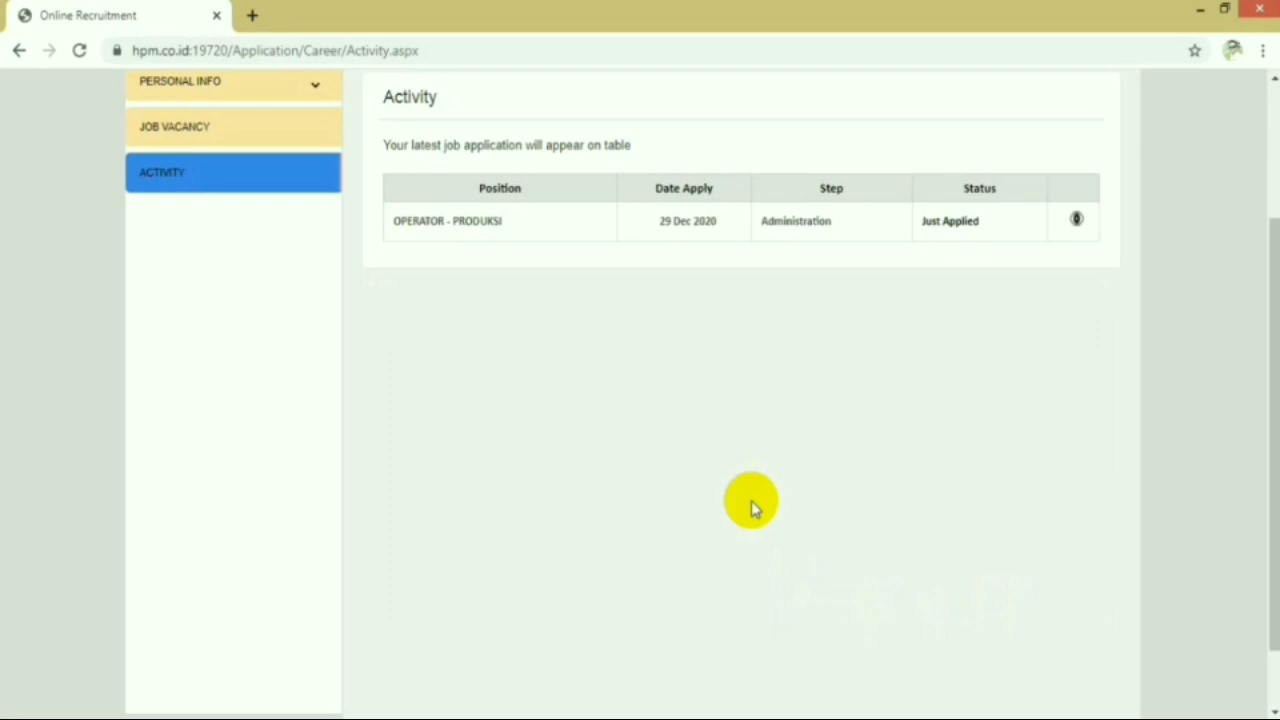 Online Recruitment
hpm.co.id:19720/Application/Career/Activity.aspx
PERSONAL INFO
JOB VACANCY
ACTIVITY
Activity
Your latest job application will appear on table
Position Date Apply Step Status
OPERATOR - PRODUKSI 29 Dec 2020 Administration Just Applied